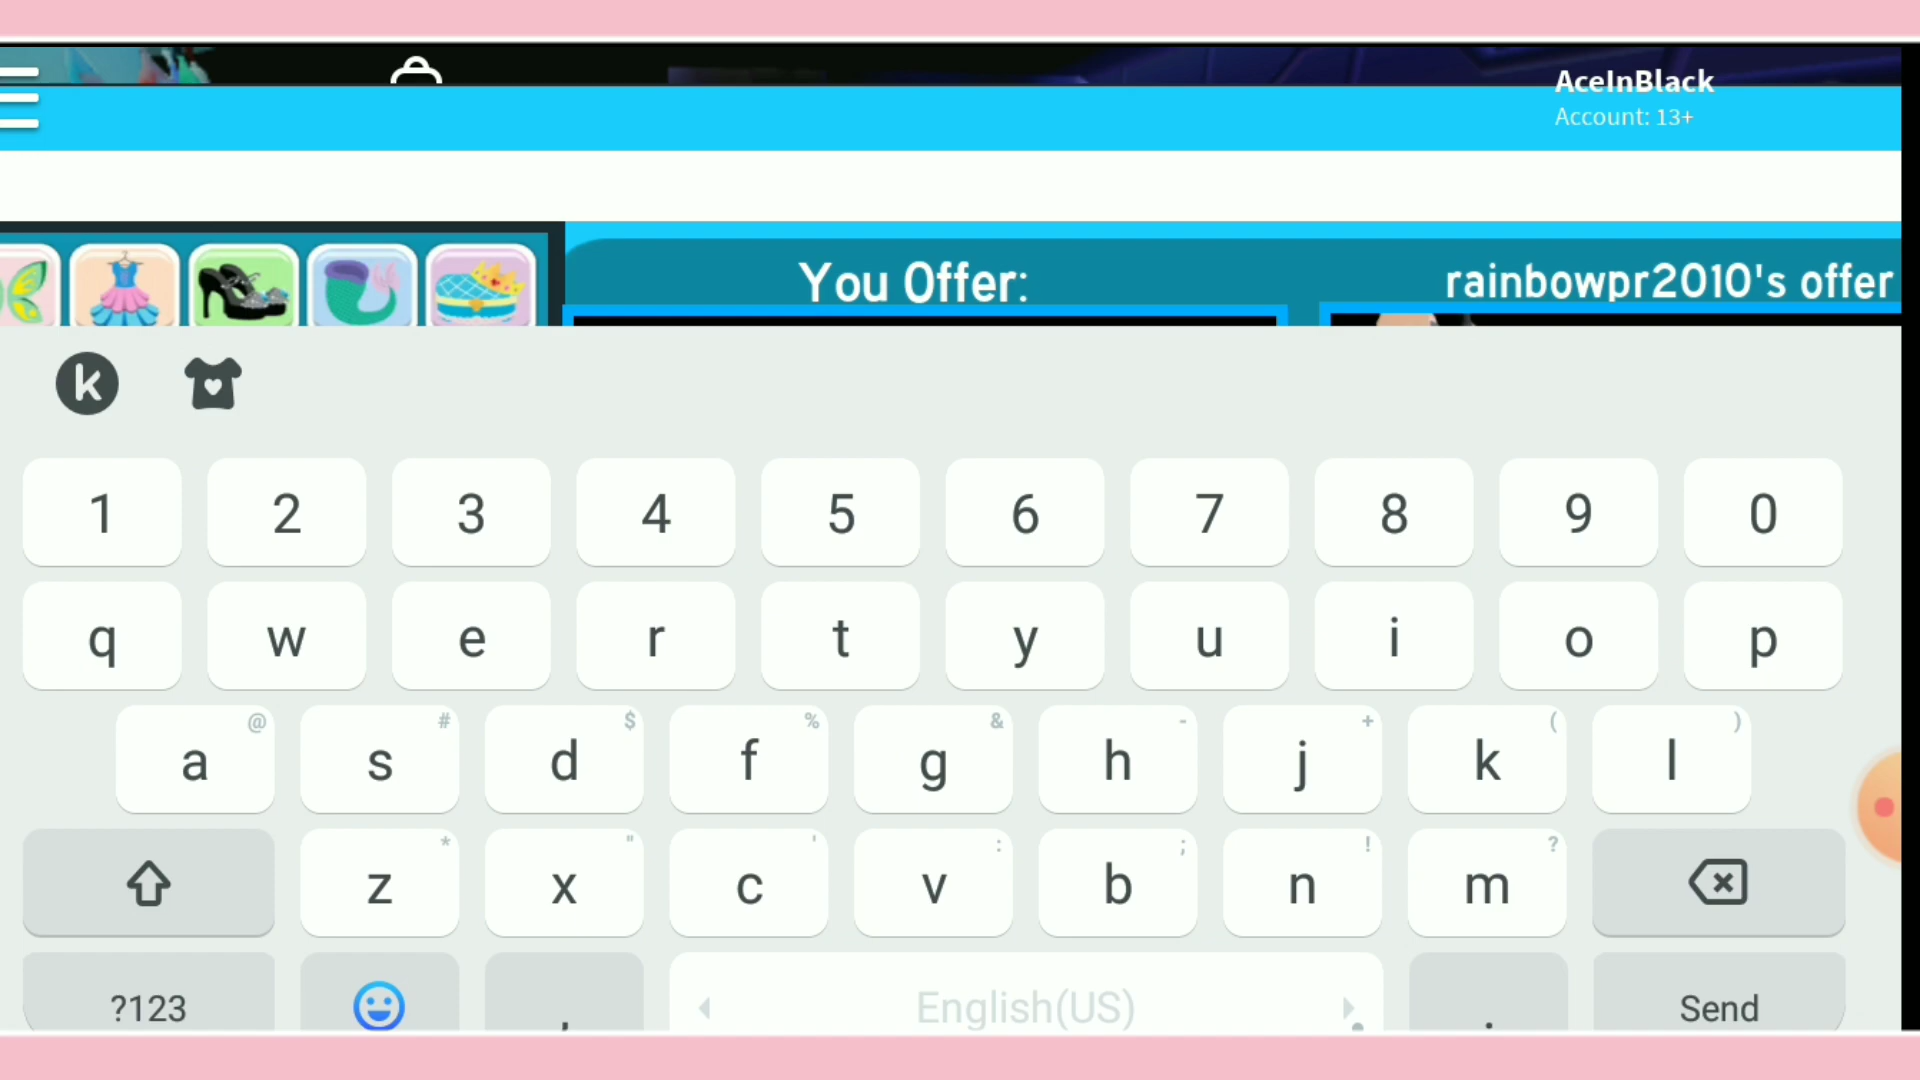 AceInBlack
Account: 13+
You Offer:
rainbowpr2010's offer
k
1 2 3 4 5 6 7 8 9 0
q w e r t y u i o p
@ # $ % & - + ( )
a s d f g h j k l
* " ' : ; ! ?
z x c v b n m
?123 , English(US) . Send